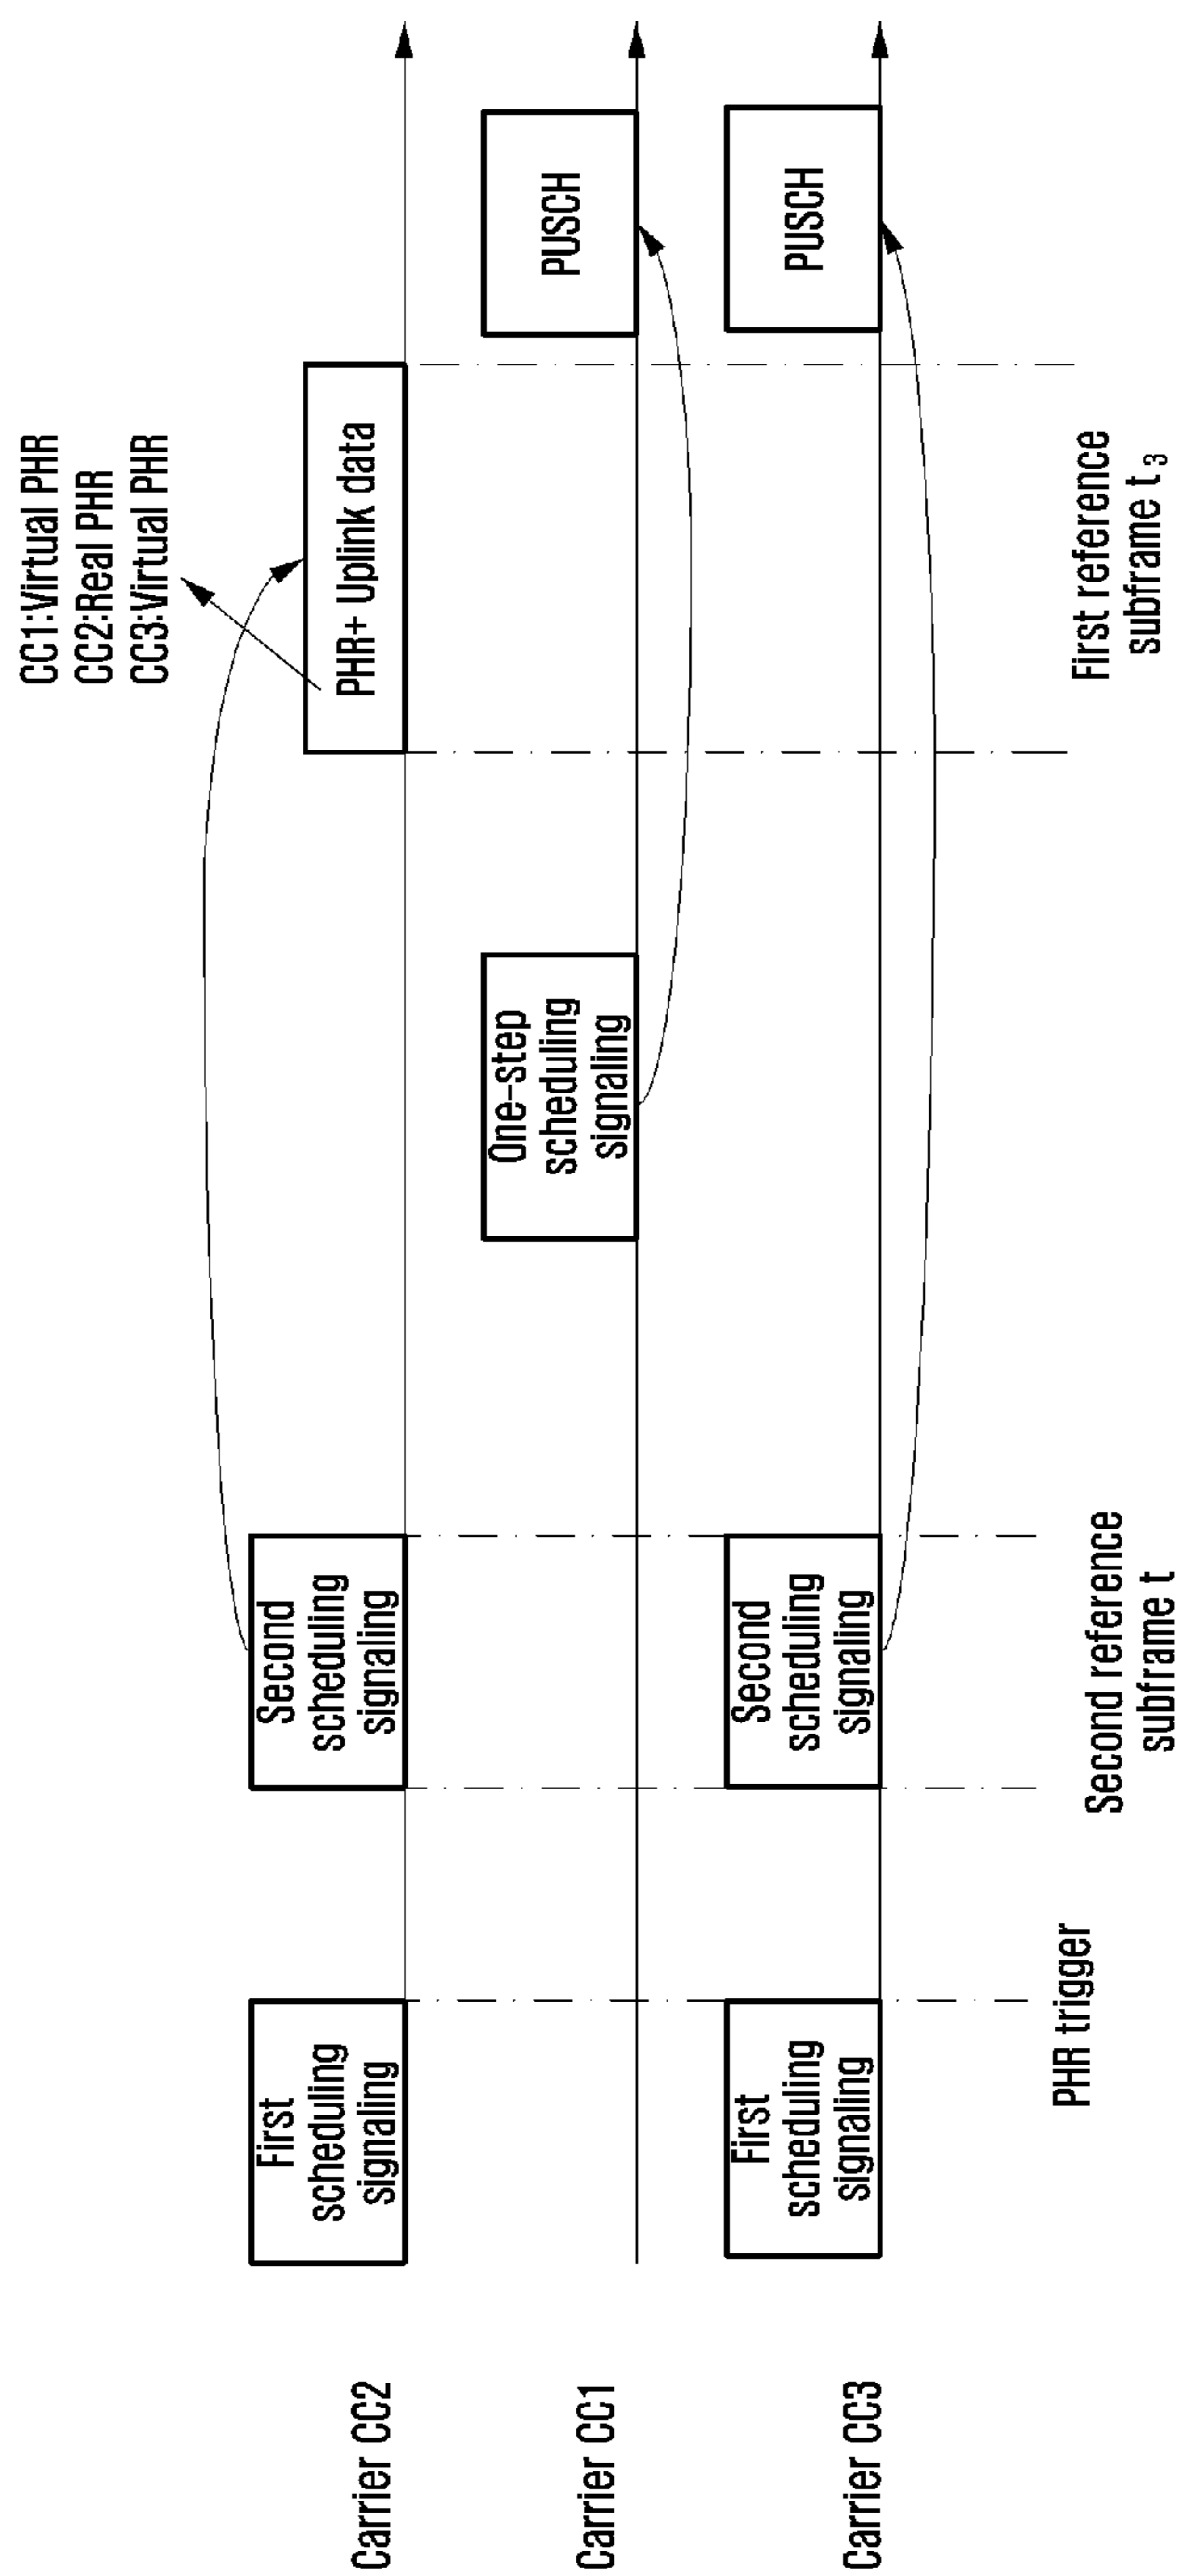 CC1:Virtual PHR
CC2:Real PHR
CC3:Virtual PHR
Carrier CC2
First
scheduling
signaling
Second
scheduling
signaling
PHR+ Uplink data
Carrier CC1
One-step
scheduling
signaling
PUSCH
Carrier CC3
First
scheduling
signaling
Second
scheduling
signaling
PUSCH
PHR trigger
Second reference
subframe t
First reference
subframe t3